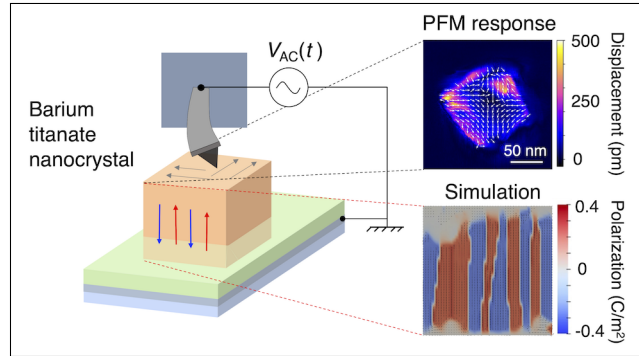 PFM response
V_AC(t)
Barium
titanate
nanocrystal
50 nm
500
250
0
Displacement (pm)
Simulation
0.4
0
-0.4
Polarization (C/m²)